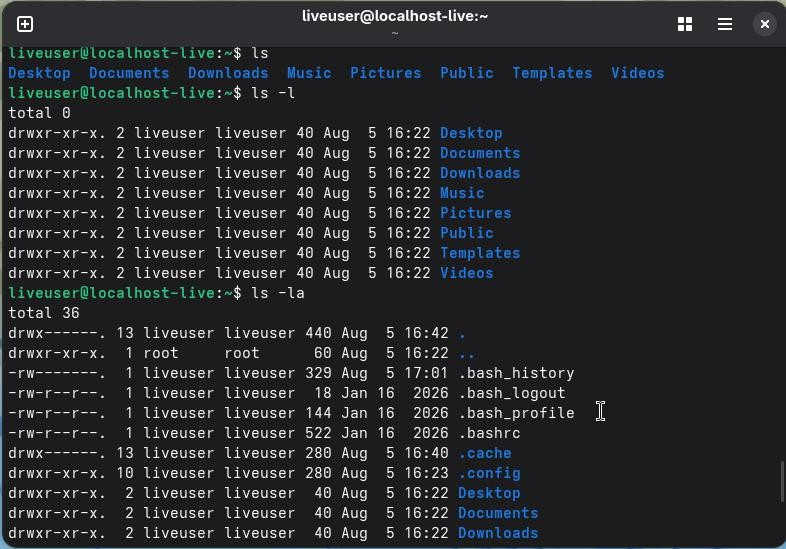 liveuser@localhost-live:~
~
liveuser@localhost-live:~$ ls
Desktop  Documents  Downloads  Music  Pictures  Public  Templates  Videos
liveuser@localhost-live:~$ ls -l
total 0
drwxr-xr-x. 2 liveuser liveuser 40 Aug  5 16:22 Desktop
drwxr-xr-x. 2 liveuser liveuser 40 Aug  5 16:22 Documents
drwxr-xr-x. 2 liveuser liveuser 40 Aug  5 16:22 Downloads
drwxr-xr-x. 2 liveuser liveuser 40 Aug  5 16:22 Music
drwxr-xr-x. 2 liveuser liveuser 40 Aug  5 16:22 Pictures
drwxr-xr-x. 2 liveuser liveuser 40 Aug  5 16:22 Public
drwxr-xr-x. 2 liveuser liveuser 40 Aug  5 16:22 Templates
drwxr-xr-x. 2 liveuser liveuser 40 Aug  5 16:22 Videos
liveuser@localhost-live:~$ ls -la
total 36
drwx------. 13 liveuser liveuser 440 Aug  5 16:42 .
drwxr-xr-x.  1 root     root      60 Aug  5 16:22 ..
-rw-------. 1 liveuser liveuser 329 Aug  5 17:01 .bash_history
-rw-r--r--.  1 liveuser liveuser  18 Jan 16  2026 .bash_logout
-rw-r--r--.  1 liveuser liveuser 144 Jan 16  2026 .bash_profile
-rw-r--r--.  1 liveuser liveuser 522 Jan 16  2026 .bashrc
drwx------. 13 liveuser liveuser 280 Aug  5 16:40 .cache
drwxr-xr-x. 10 liveuser liveuser 280 Aug  5 16:23 .config
drwxr-xr-x.  2 liveuser liveuser  40 Aug  5 16:22 Desktop
drwxr-xr-x.  2 liveuser liveuser  40 Aug  5 16:22 Documents
drwxr-xr-x.  2 liveuser liveuser  40 Aug  5 16:22 Downloads